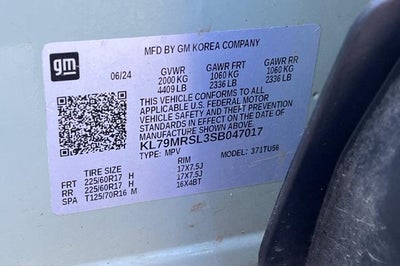 gm
MFD BY GM KOREA COMPANY
06/24 GVWR GAWR FRT GAWR RR
2000 KG 1060 KG 1060 KG
4409 LB 2336 LB 2336 LB
THIS VEHICLE CONFORMS TO ALL
APPLICABLE U.S. FEDERAL MOTOR
VEHICLE SAFETY AND THEFT
PREVENTION STANDARDS IN
EFFECT ON THE DATE OF
MANUFACTURE SHOWN ABOVE.
KL79MRSL3SB047017
TYPE: MPV MODEL: 371TU56
TIRE SIZE RIM
FRT 225/60R17 H 17X7.5J
RR 225/60R17 H 17X7.5J
SPA T125/70R16 M 16X4BT